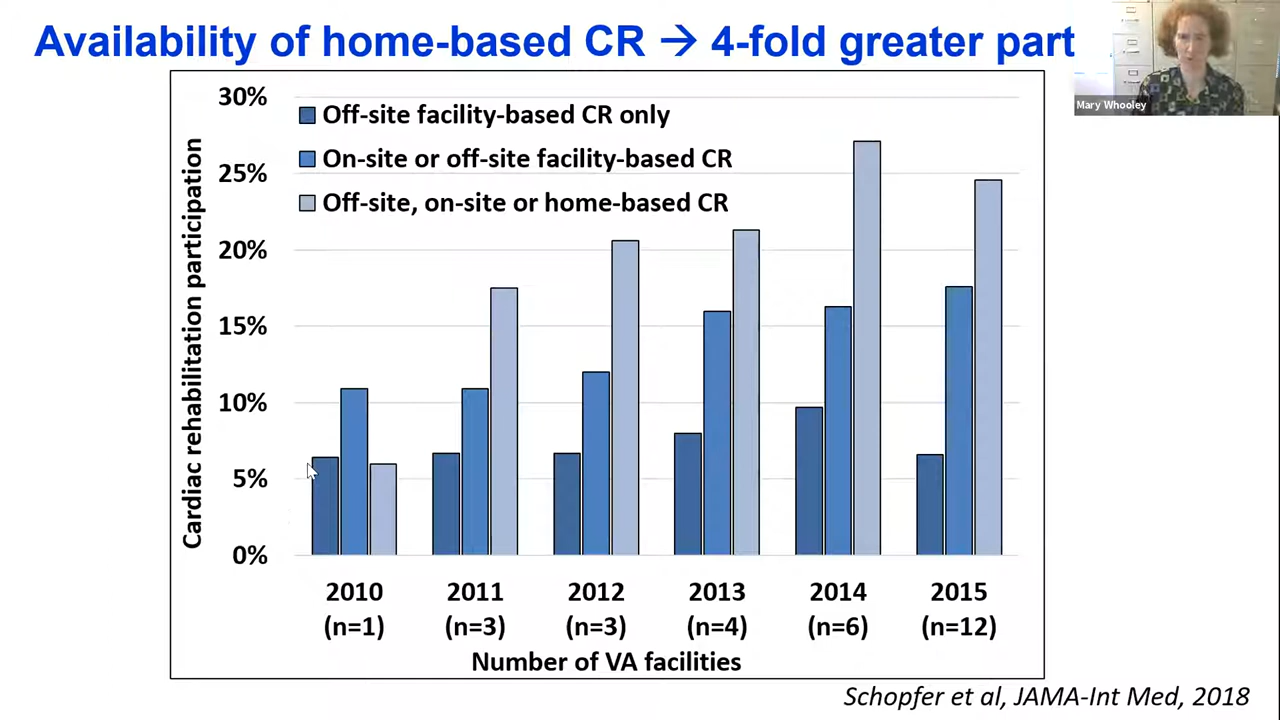 Availability of home-based CR → 4-fold greater part
Mary Whooley
30%
25%
20%
15%
10%
5%
0%
Cardiac rehabilitation participation
Off-site facility-based CR only
On-site or off-site facility-based CR
Off-site, on-site or home-based CR
2010 2011 2012 2013 2014 2015
(n=1) (n=3) (n=3) (n=4) (n=6) (n=12)
Number of VA facilities
Schopfer et al, JAMA-Int Med, 2018